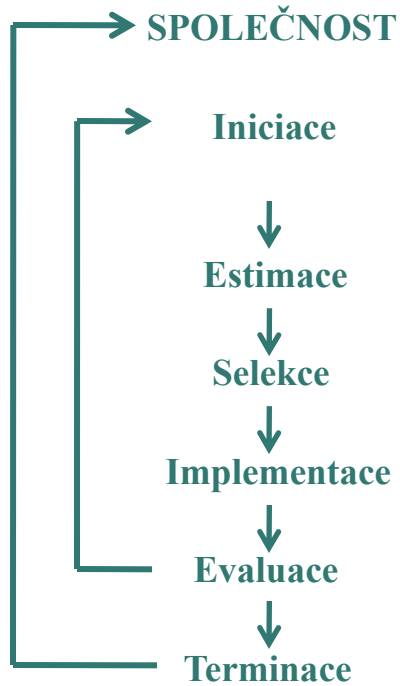 SPOLEČNOST
Iniciace
Estimace
Selekce
Implementace
Evaluace
Terminace